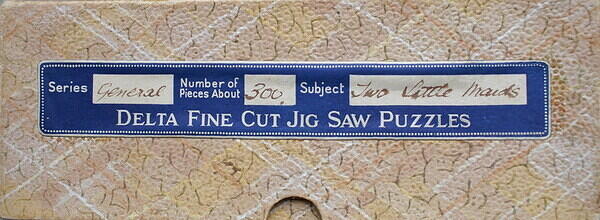 Series General Number of Pieces About 300. Subject Two Little Maids
DELTA FINE CUT JIG SAW PUZZLES